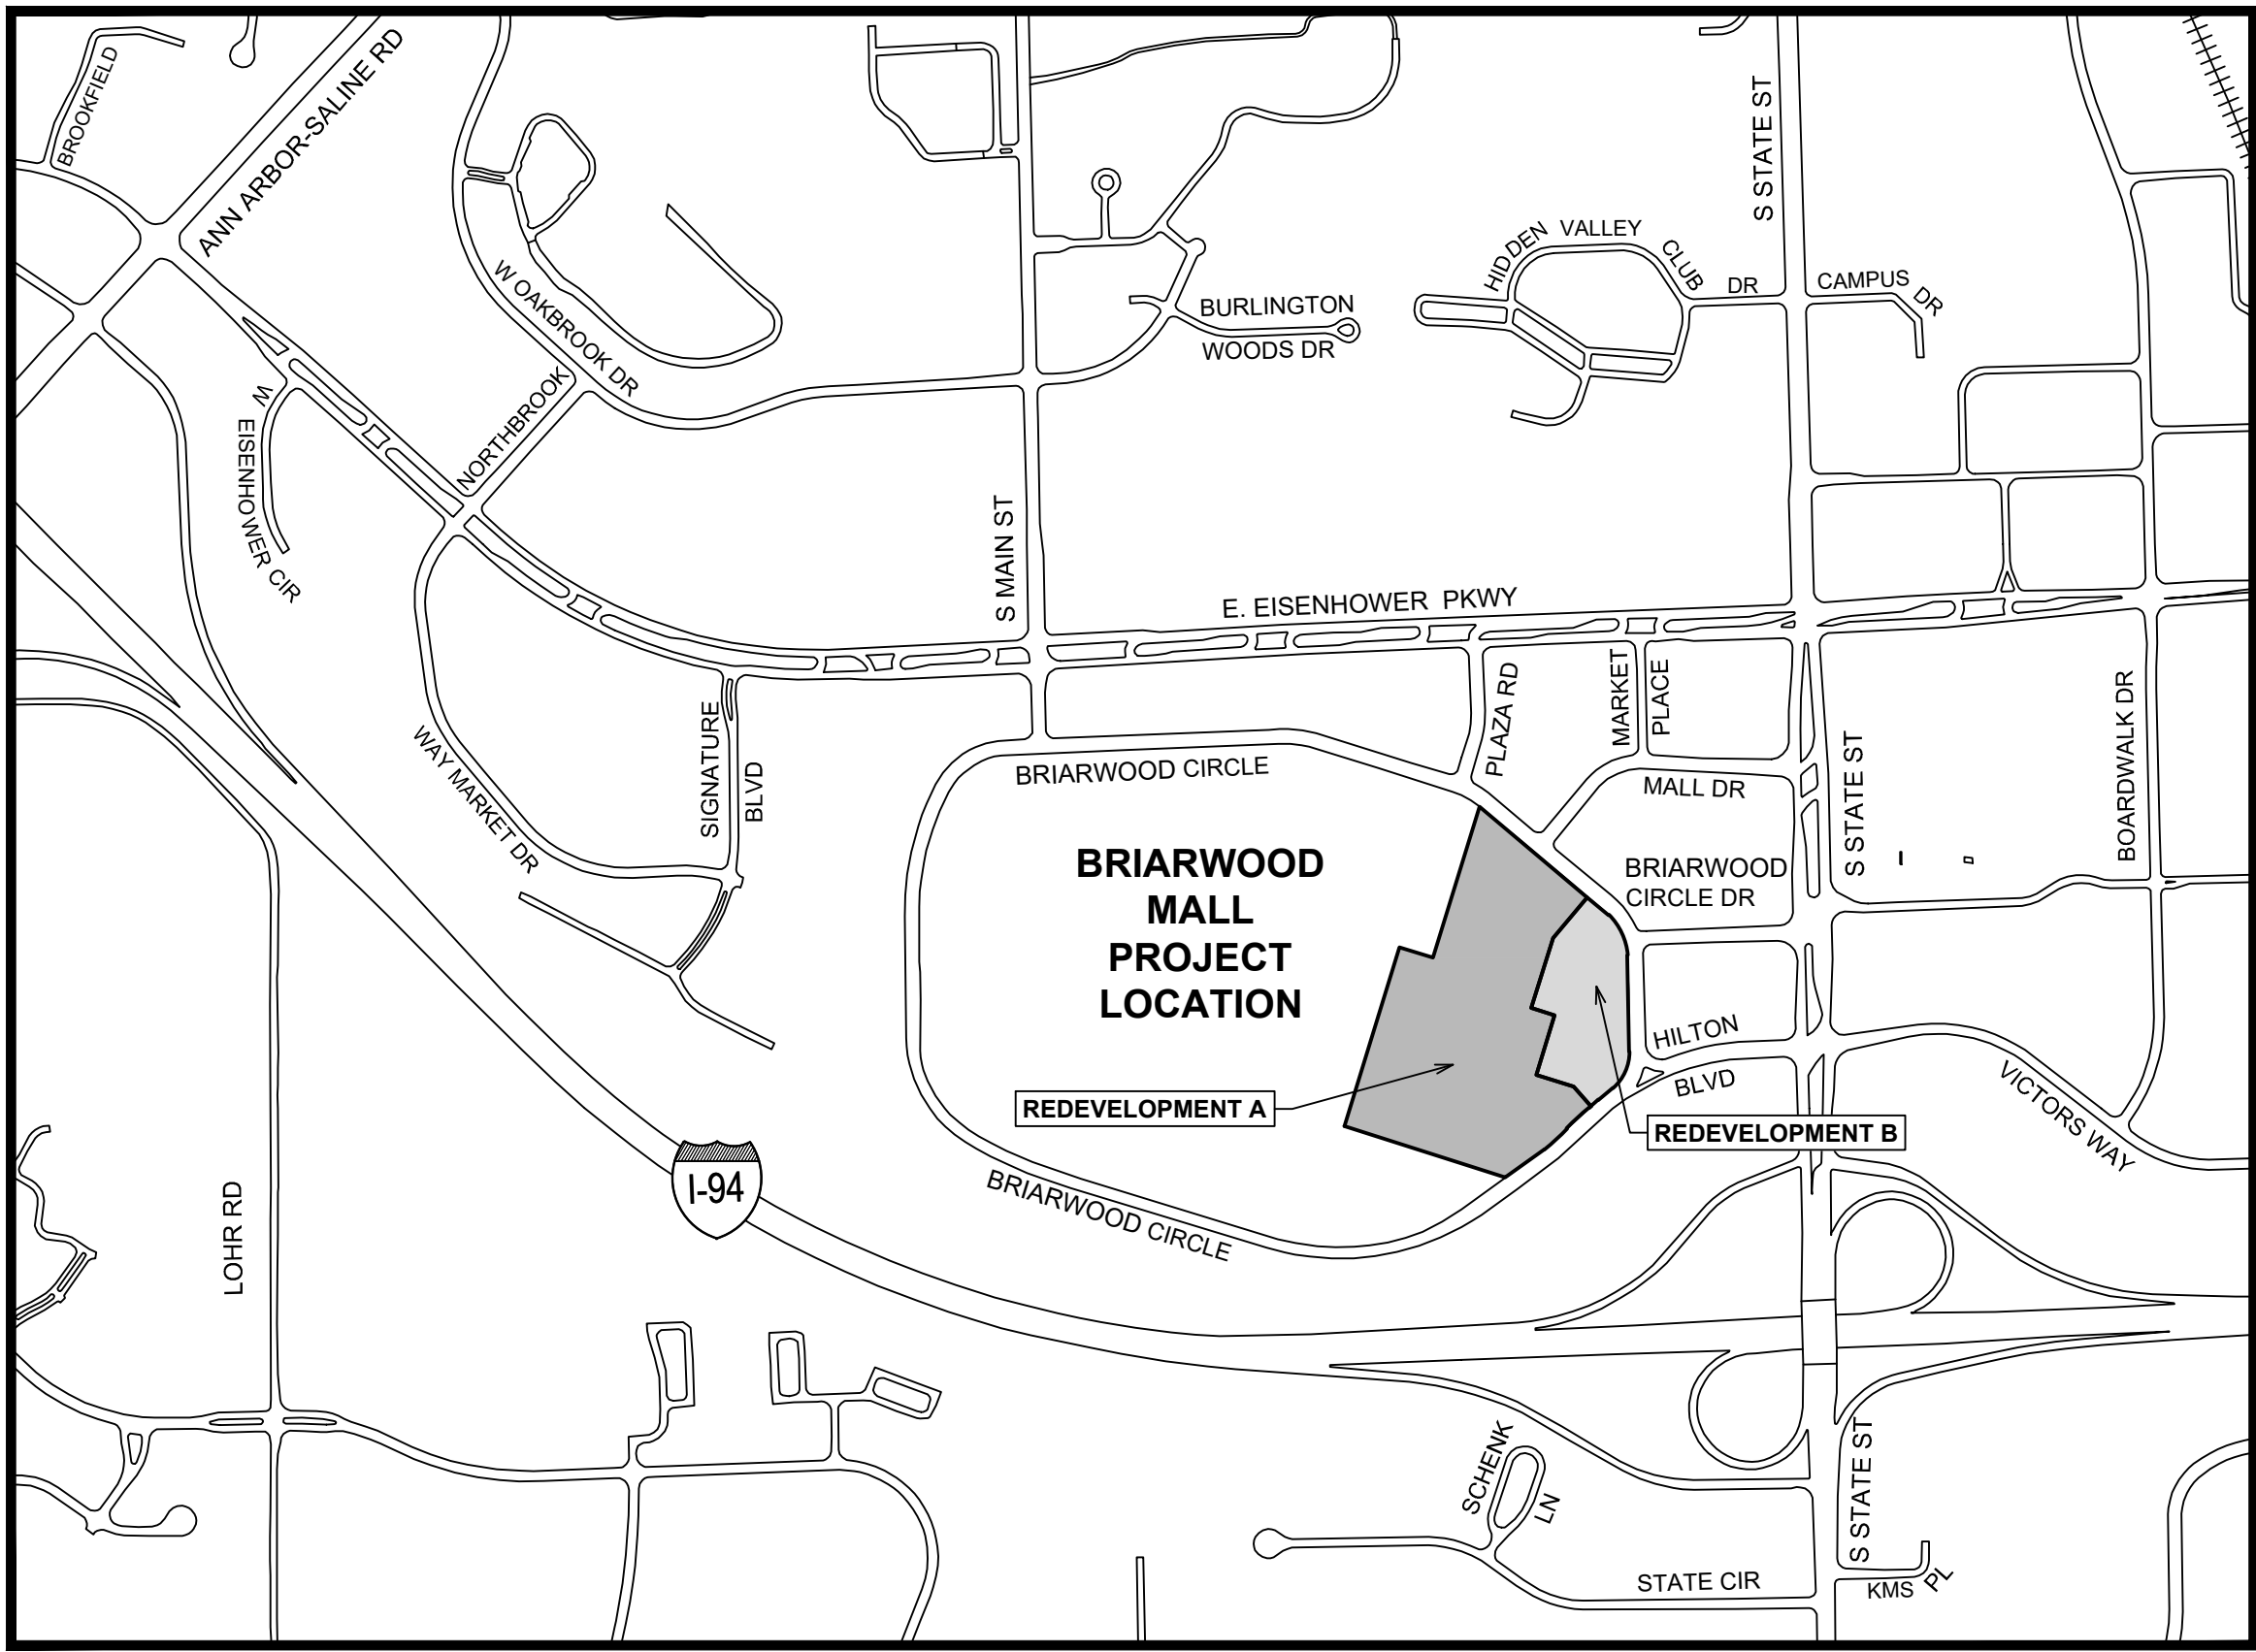 BROOKFIELD
ANN ARBOR-SALINE RD
S STATE ST
HIDDEN VALLEY CLUB DR
CAMPUS DR
W OAKBROOK DR
BURLINGTON
WOODS DR
NORTHBROOK
W EISENHOWER CIR
S MAIN ST
E. EISENHOWER PKWY
PLAZA RD
MARKET
PLACE
SIGNATURE
BLVD
WAY MARKET DR
BRIARWOOD CIRCLE
MALL DR
S STATE ST
BOARDWALK DR
BRIARWOOD
MALL
PROJECT
LOCATION
BRIARWOOD
CIRCLE DR
HILTON
BLVD
VICTORS WAY
REDEVELOPMENT A
REDEVELOPMENT B
I-94
BRIARWOOD CIRCLE
LOHR RD
SCHENK
LN
S STATE ST
STATE CIR
KMS PL